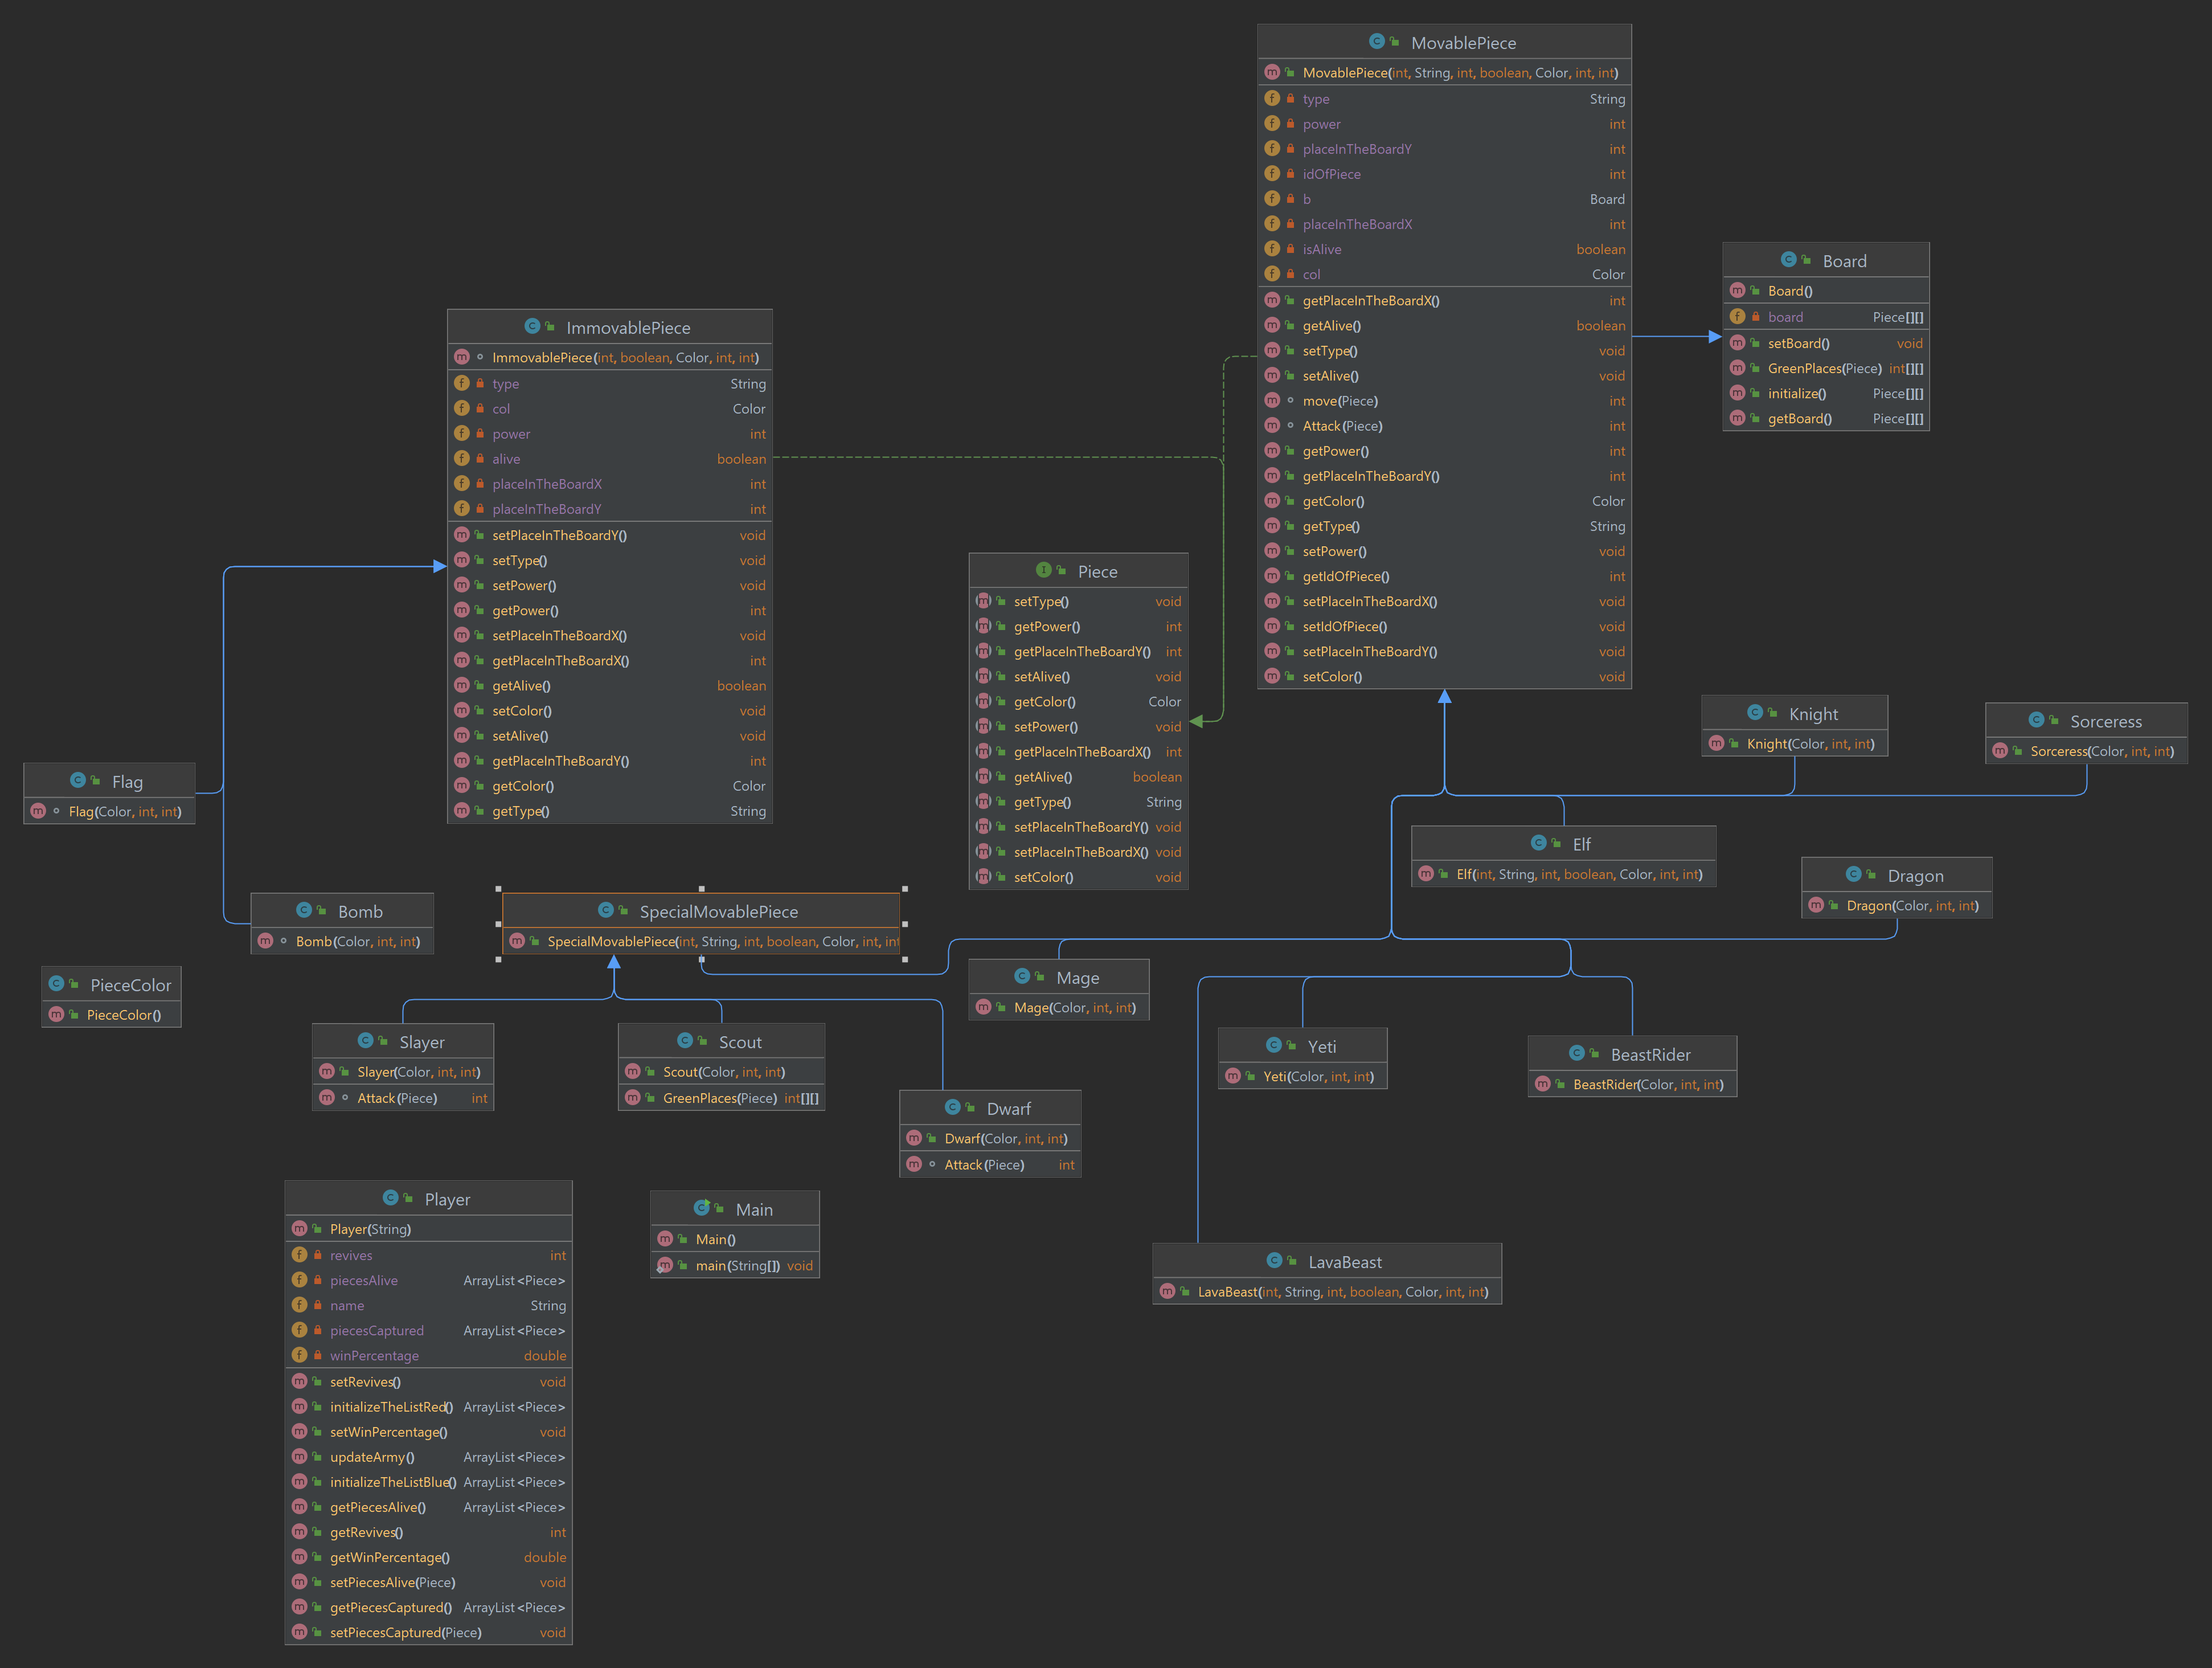 MovablePiece
MovablePiece(int, String, int, boolean, Color, int, int)
type String
power int
placeInTheBoardY int
idOfPiece int
b Board
placeInTheBoardX int
isAlive boolean
col Color
getPlaceInTheBoardX() int
getAlive() boolean
setType() void
setAlive() void
move(Piece) int
Attack(Piece) int
getPower() int
getPlaceInTheBoardY() int
getColor() Color
getType() String
setPower() void
getIdOfPiece() int
setPlaceInTheBoardX() void
setIdOfPiece() void
setPlaceInTheBoardY() void
setColor() void
Board
Board()
board Piece[][]
setBoard() void
GreenPlaces(Piece) int[][]
initialize() Piece[][]
getBoard() Piece[][]
ImmovablePiece
ImmovablePiece(int, boolean, Color, int, int)
type String
col Color
power int
alive boolean
placeInTheBoardX int
placeInTheBoardY int
setPlaceInTheBoardY() void
setType() void
setPower() void
getPower() int
setPlaceInTheBoardX() void
getPlaceInTheBoardX() int
getAlive() boolean
setColor() void
setAlive() void
getPlaceInTheBoardY() int
getColor() Color
getType() String
Piece
setType() void
getPower() int
getPlaceInTheBoardY() int
setAlive() void
getColor() Color
setPower() void
getPlaceInTheBoardX() int
getAlive() boolean
getType() String
setPlaceInTheBoardY() void
setPlaceInTheBoardX() void
setColor() void
Knight
Knight(Color, int, int)
Sorceress
Sorceress(Color, int, int)
Flag
Flag(Color, int, int)
Elf
Elf(int, String, int, boolean, Color, int, int)
Dragon
Dragon(Color, int, int)
Bomb
Bomb(Color, int, int)
SpecialMovablePiece
SpecialMovablePiece(int, String, int, boolean, Color, int, int
PieceColor
PieceColor()
Mage
Mage(Color, int, int)
Slayer
Slayer(Color, int, int)
Attack(Piece) int
Scout
Scout(Color, int, int)
GreenPlaces(Piece) int[][]
Yeti
Yeti(Color, int, int)
BeastRider
BeastRider(Color, int, int)
Dwarf
Dwarf(Color, int, int)
Attack(Piece) int
Player
Player(String)
revives int
piecesAlive ArrayList<Piece>
name String
piecesCaptured ArrayList<Piece>
winPercentage double
setRevives() void
initializeTheListRed() ArrayList<Piece>
setWinPercentage() void
updateArmy() ArrayList<Piece>
initializeTheListBlue() ArrayList<Piece>
getPiecesAlive() ArrayList<Piece>
getRevives() int
getWinPercentage() double
setPiecesAlive(Piece) void
getPiecesCaptured() ArrayList<Piece>
setPiecesCaptured(Piece) void
Main
Main()
main(String[]) void
LavaBeast
LavaBeast(int, String, int, boolean, Color, int, int)